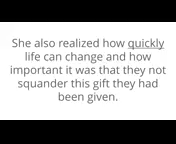 She also realized how quickly
life can change and how
important it was that they not
squander this gift they had
been given.